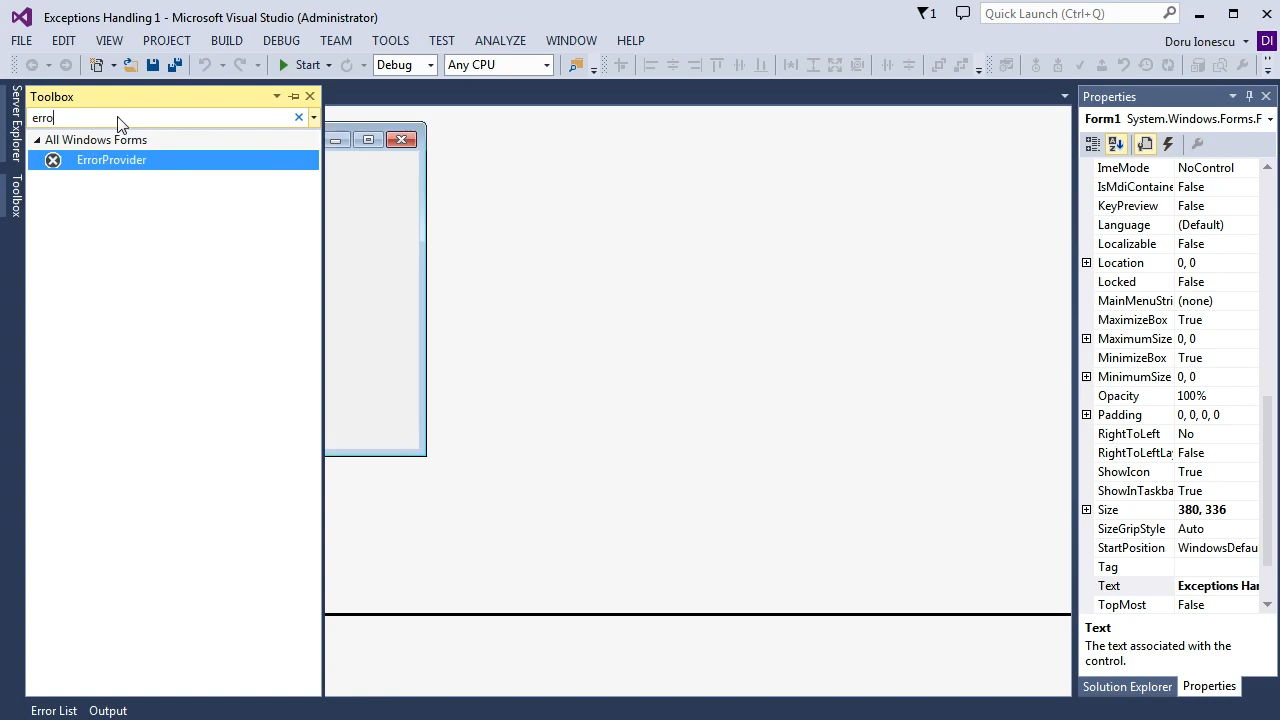 Exceptions Handling 1 - Microsoft Visual Studio (Administrator)
1
Quick Launch (Ctrl+Q)
FILE EDIT VIEW PROJECT BUILD DEBUG TEAM TOOLS TEST ANALYZE WINDOW HELP
Doru Ionescu DI
Start Debug Any CPU
Server Explorer
Toolbox
Toolbox
erro
All Windows Forms
ErrorProvider
Properties
Form1 System.Windows.Forms.F
ImeMode NoControl
IsMdiContaine False
KeyPreview False
Language (Default)
Localizable False
Location 0, 0
Locked False
MainMenuStri (none)
MaximizeBox True
MaximumSize 0, 0
MinimizeBox True
MinimumSize 0, 0
Opacity 100%
Padding 0, 0, 0, 0
RightToLeft No
RightToLeftLay False
ShowIcon True
ShowInTaskba True
Size 380, 336
SizeGripStyle Auto
StartPosition WindowsDefau
Tag
Text Exceptions Han
TopMost False
Text
The text associated with the
control.
Solution Explorer Properties
Error List Output